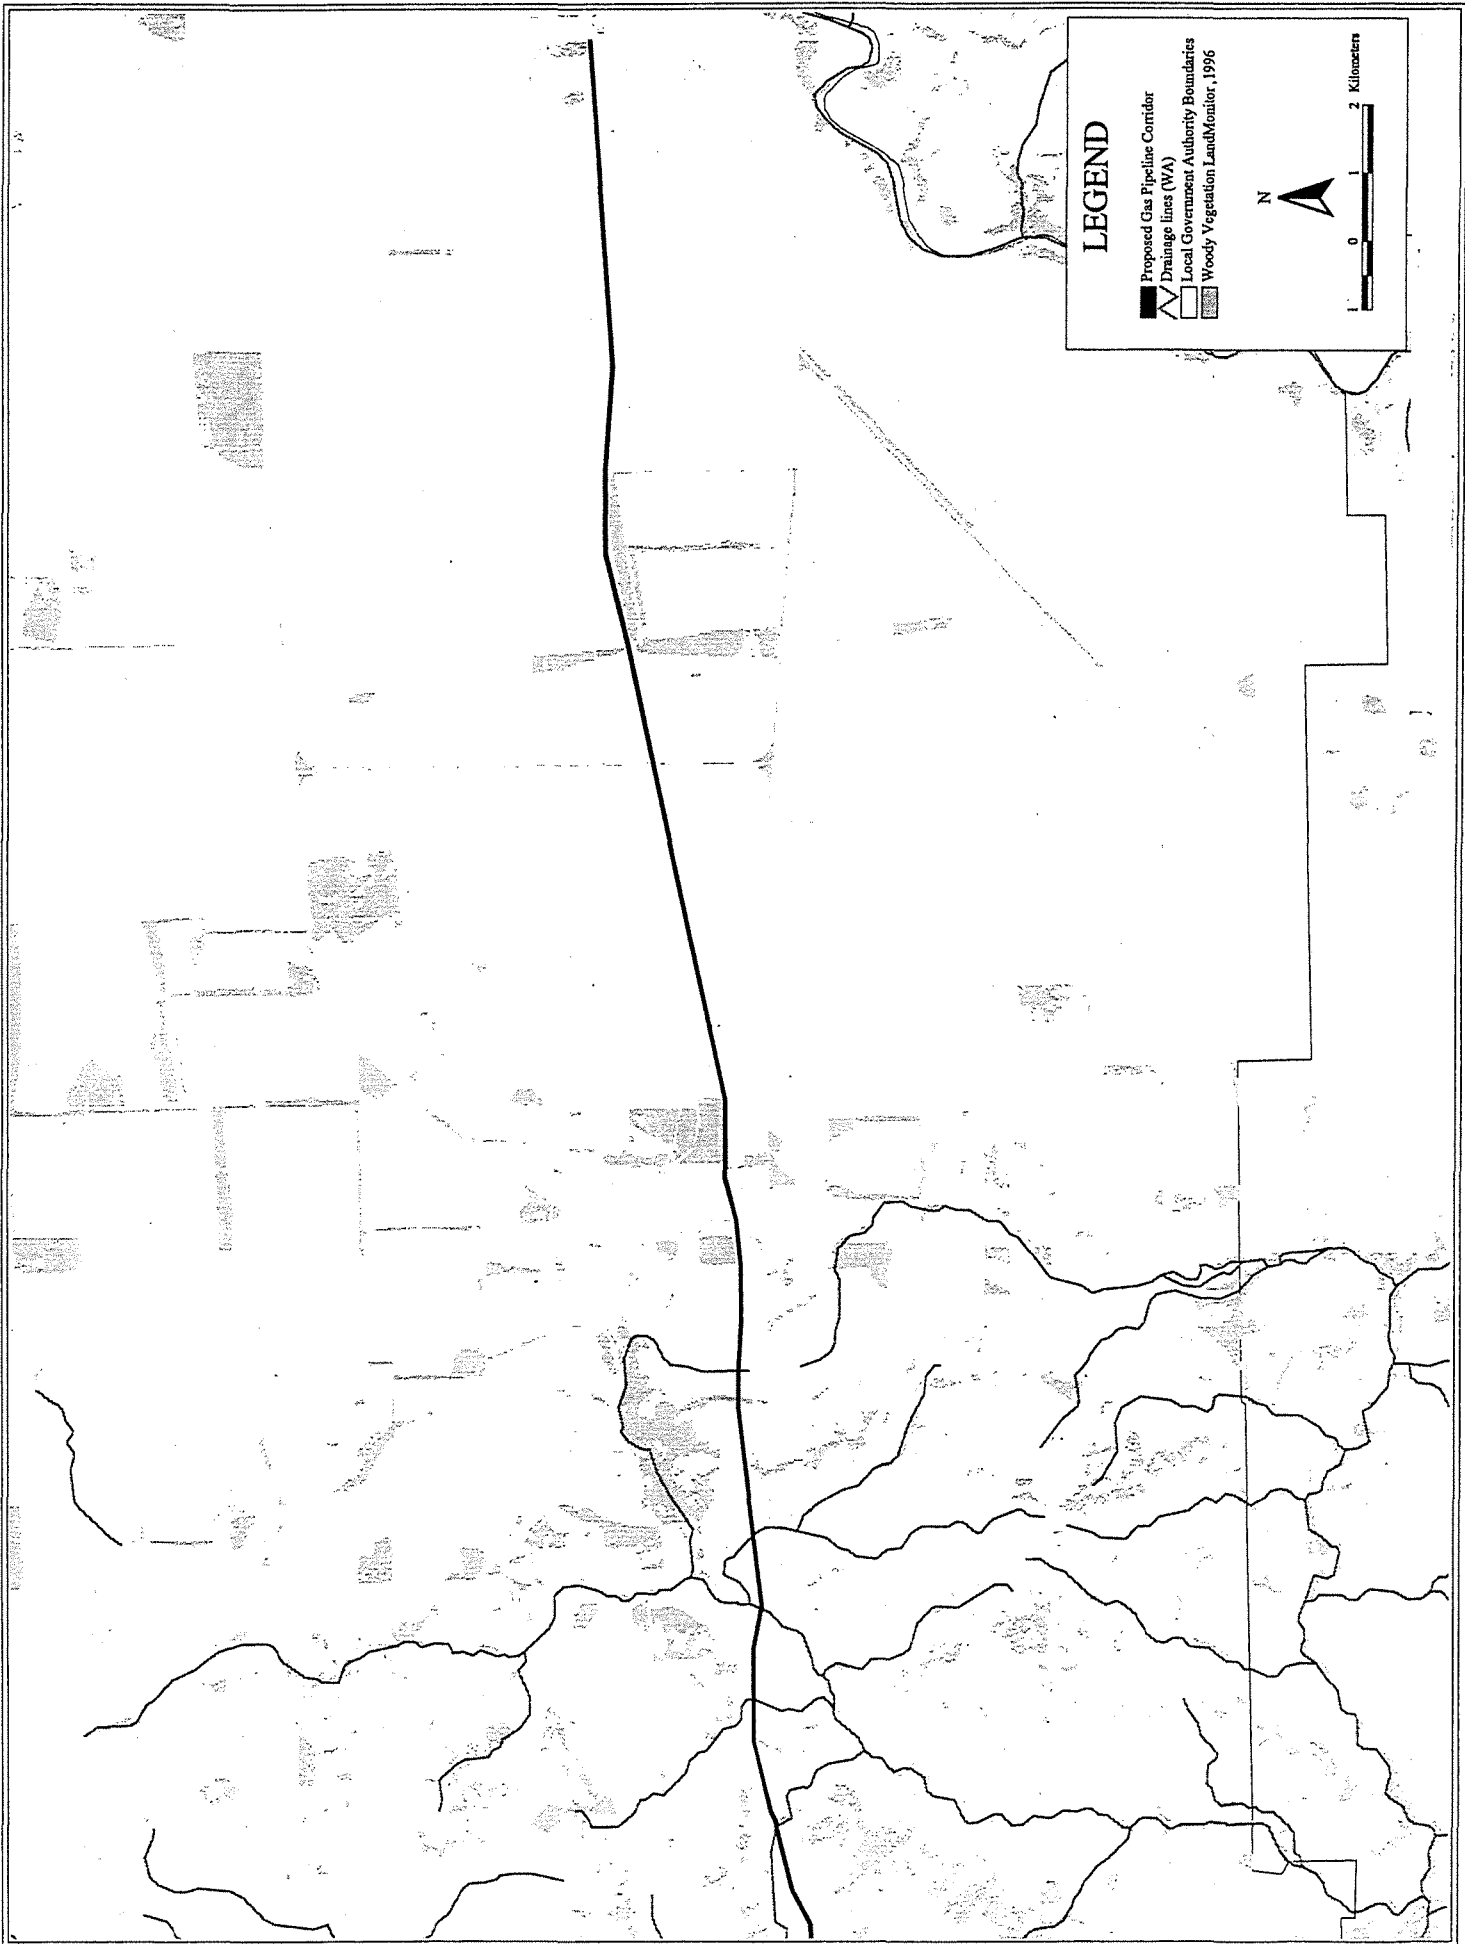 LEGEND
Proposed Gas Pipeline Corridor
Drainage lines (WA)
Local Government Authority Boundaries
Woody Vegetation LandMonitor, 1996
N
1 0 1 2 Kilometers